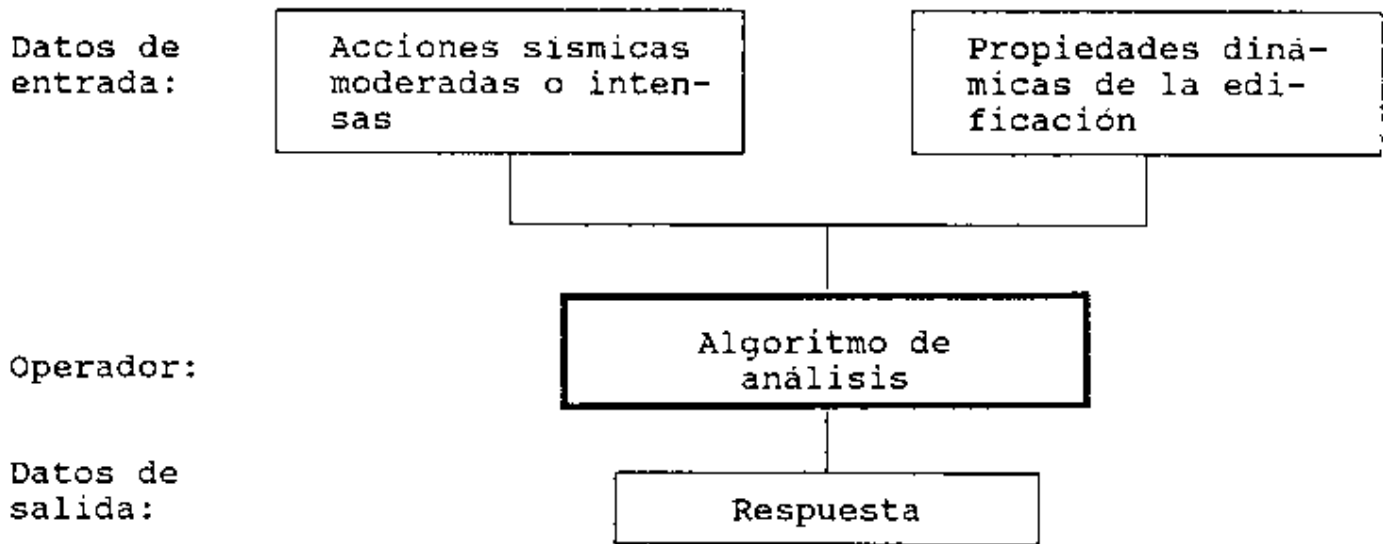 Datos de
entrada:
Acciones sísmicas
moderadas o inten-
sas
Propiedades diná-
micas de la edi-
ficación
Operador:
Algoritmo de
análisis
Datos de
salida:
Respuesta